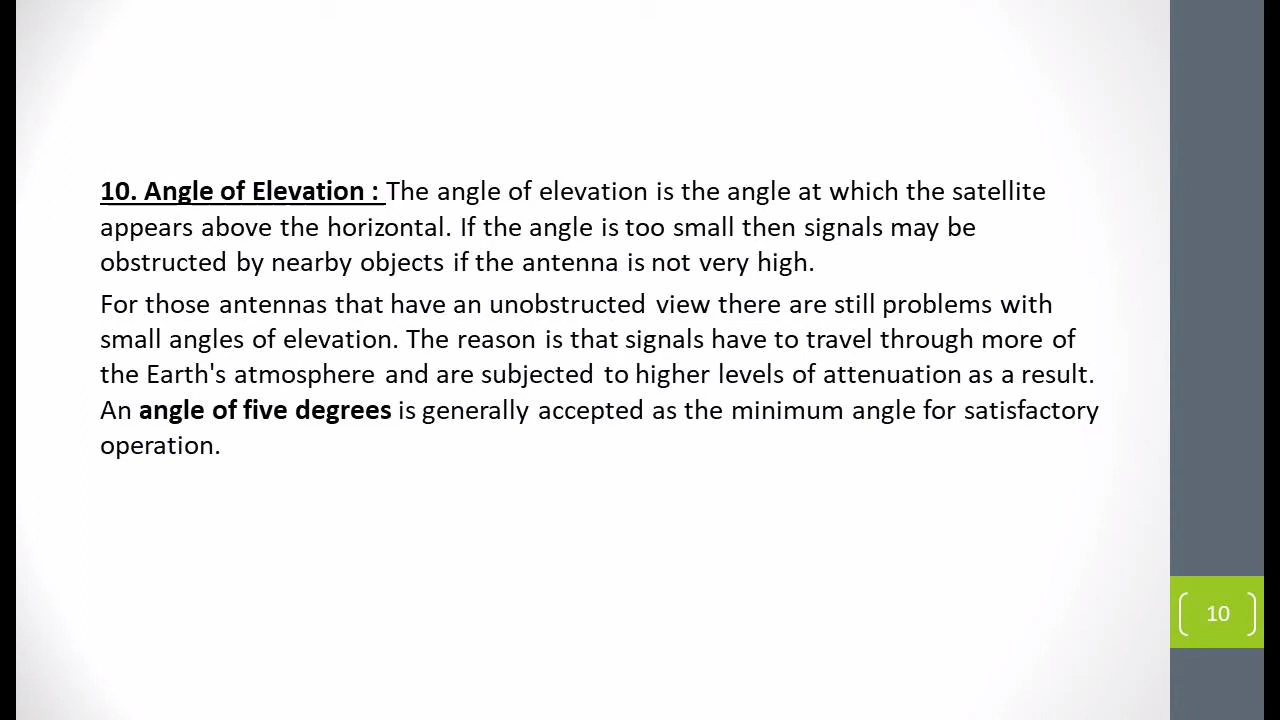 10. Angle of Elevation : The angle of elevation is the angle at which the satellite
appears above the horizontal. If the angle is too small then signals may be
obstructed by nearby objects if the antenna is not very high.
For those antennas that have an unobstructed view there are still problems with
small angles of elevation. The reason is that signals have to travel through more of
the Earth's atmosphere and are subjected to higher levels of attenuation as a result.
An angle of five degrees is generally accepted as the minimum angle for satisfactory
operation.
10